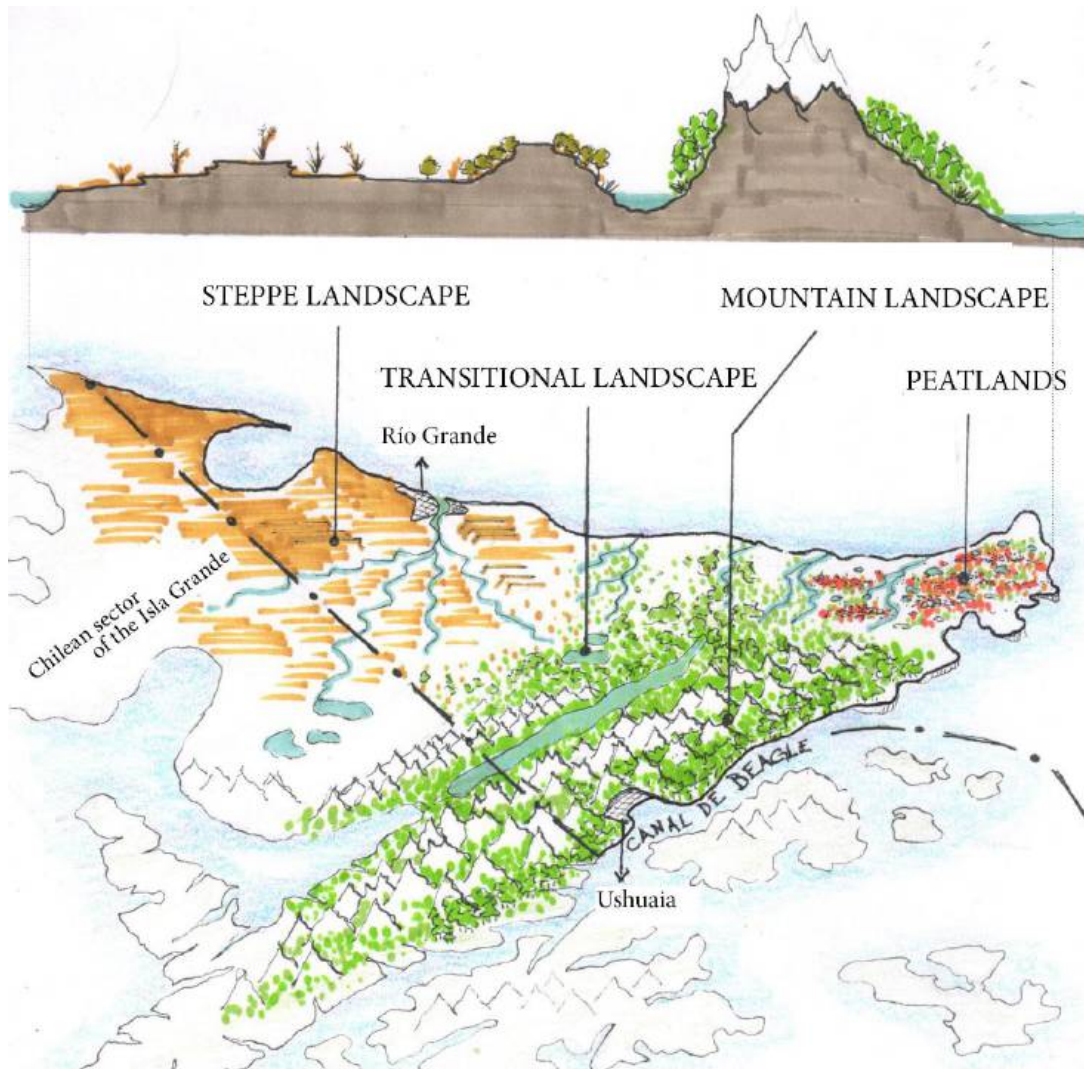 STEPPE LANDSCAPE
MOUNTAIN LANDSCAPE
TRANSITIONAL LANDSCAPE
PEATLANDS
Río Grande
Chilean sector
of the Isla Grande
CANAL DE BEAGLE
Ushuaia